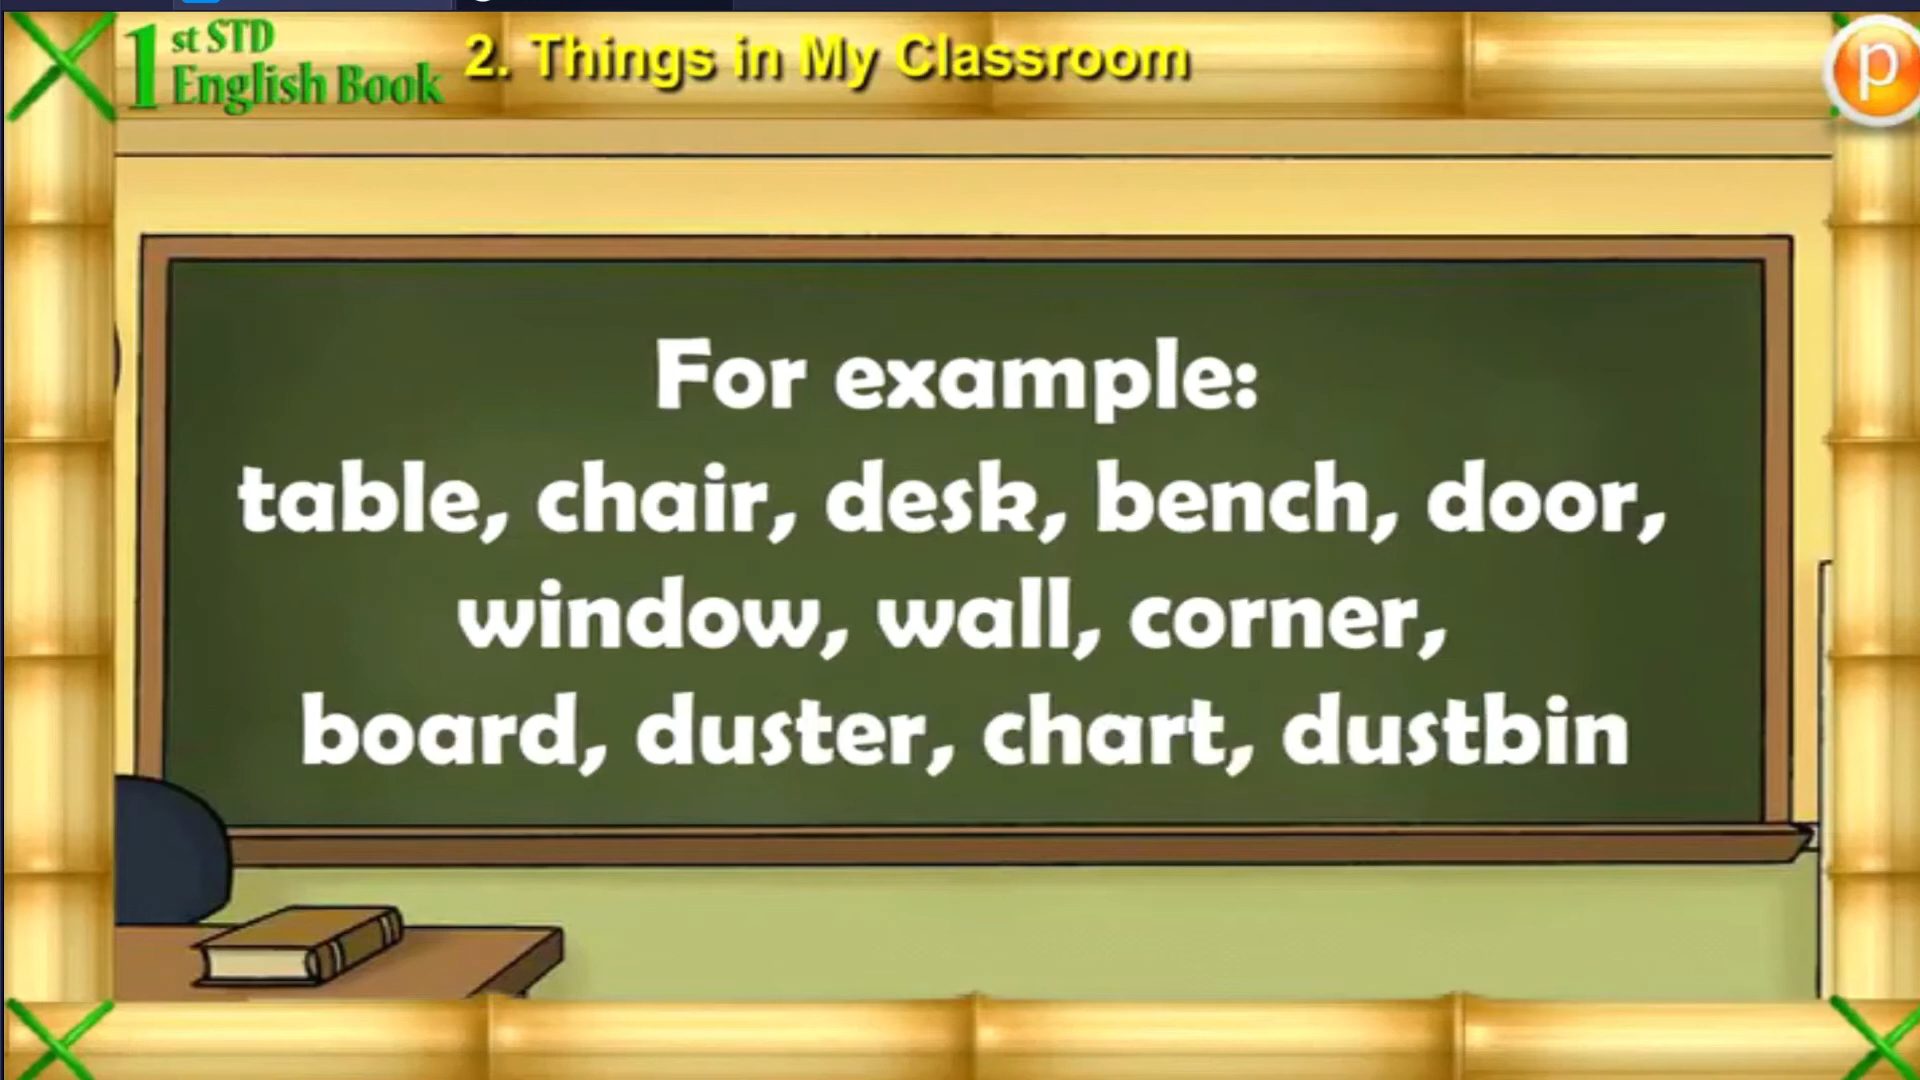 1st STD
English Book
2. Things in My Classroom
p
For example:
table, chair, desk, bench, door,
window, wall, corner,
board, duster, chart, dustbin